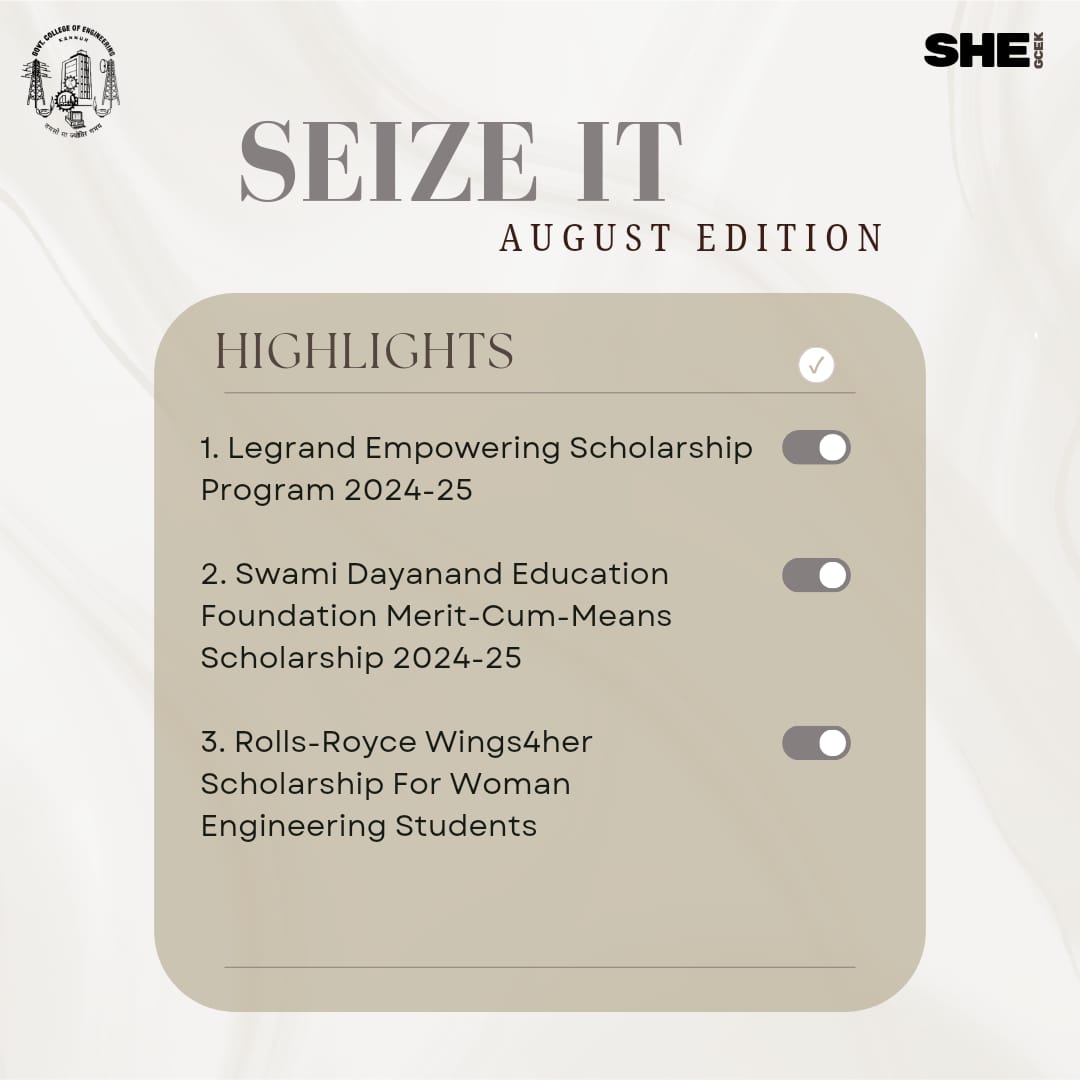 GOVT. COLLEGE OF ENGINEERING
KANNUR
तमसो मा ज्योतिर गमय
SHE
GCEK
SEIZE IT
AUGUST EDITION
HIGHLIGHTS
1. Legrand Empowering Scholarship
Program 2024-25
2. Swami Dayanand Education
Foundation Merit-Cum-Means
Scholarship 2024-25
3. Rolls-Royce Wings4her
Scholarship For Woman
Engineering Students